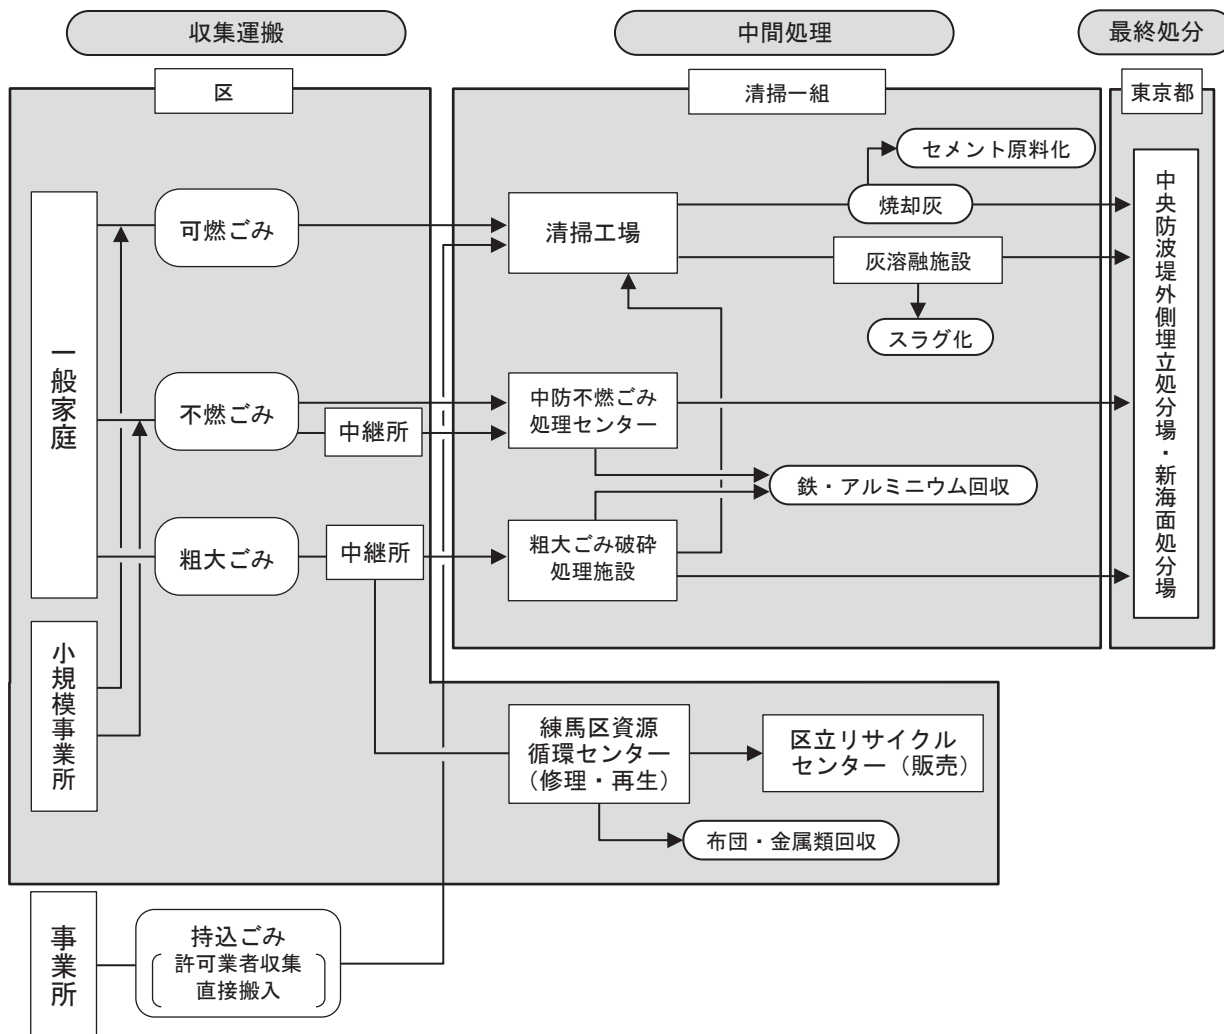 収集運搬
中間処理
最終処分
区
清掃一組
東京都
セメント原料化
一般家庭
可燃ごみ
清掃工場
焼却灰
灰溶融施設
スラグ化
中央防波堤外側埋立処分場・新海面処分場
不燃ごみ
中継所
中防不燃ごみ
処理センター
鉄・アルミニウム回収
粗大ごみ
中継所
粗大ごみ破砕
処理施設
小規模事業所
練馬区資源
循環センター
（修理・再生）
区立リサイクル
センター（販売）
布団・金属類回収
事業所
持込ごみ
許可業者収集
直接搬入